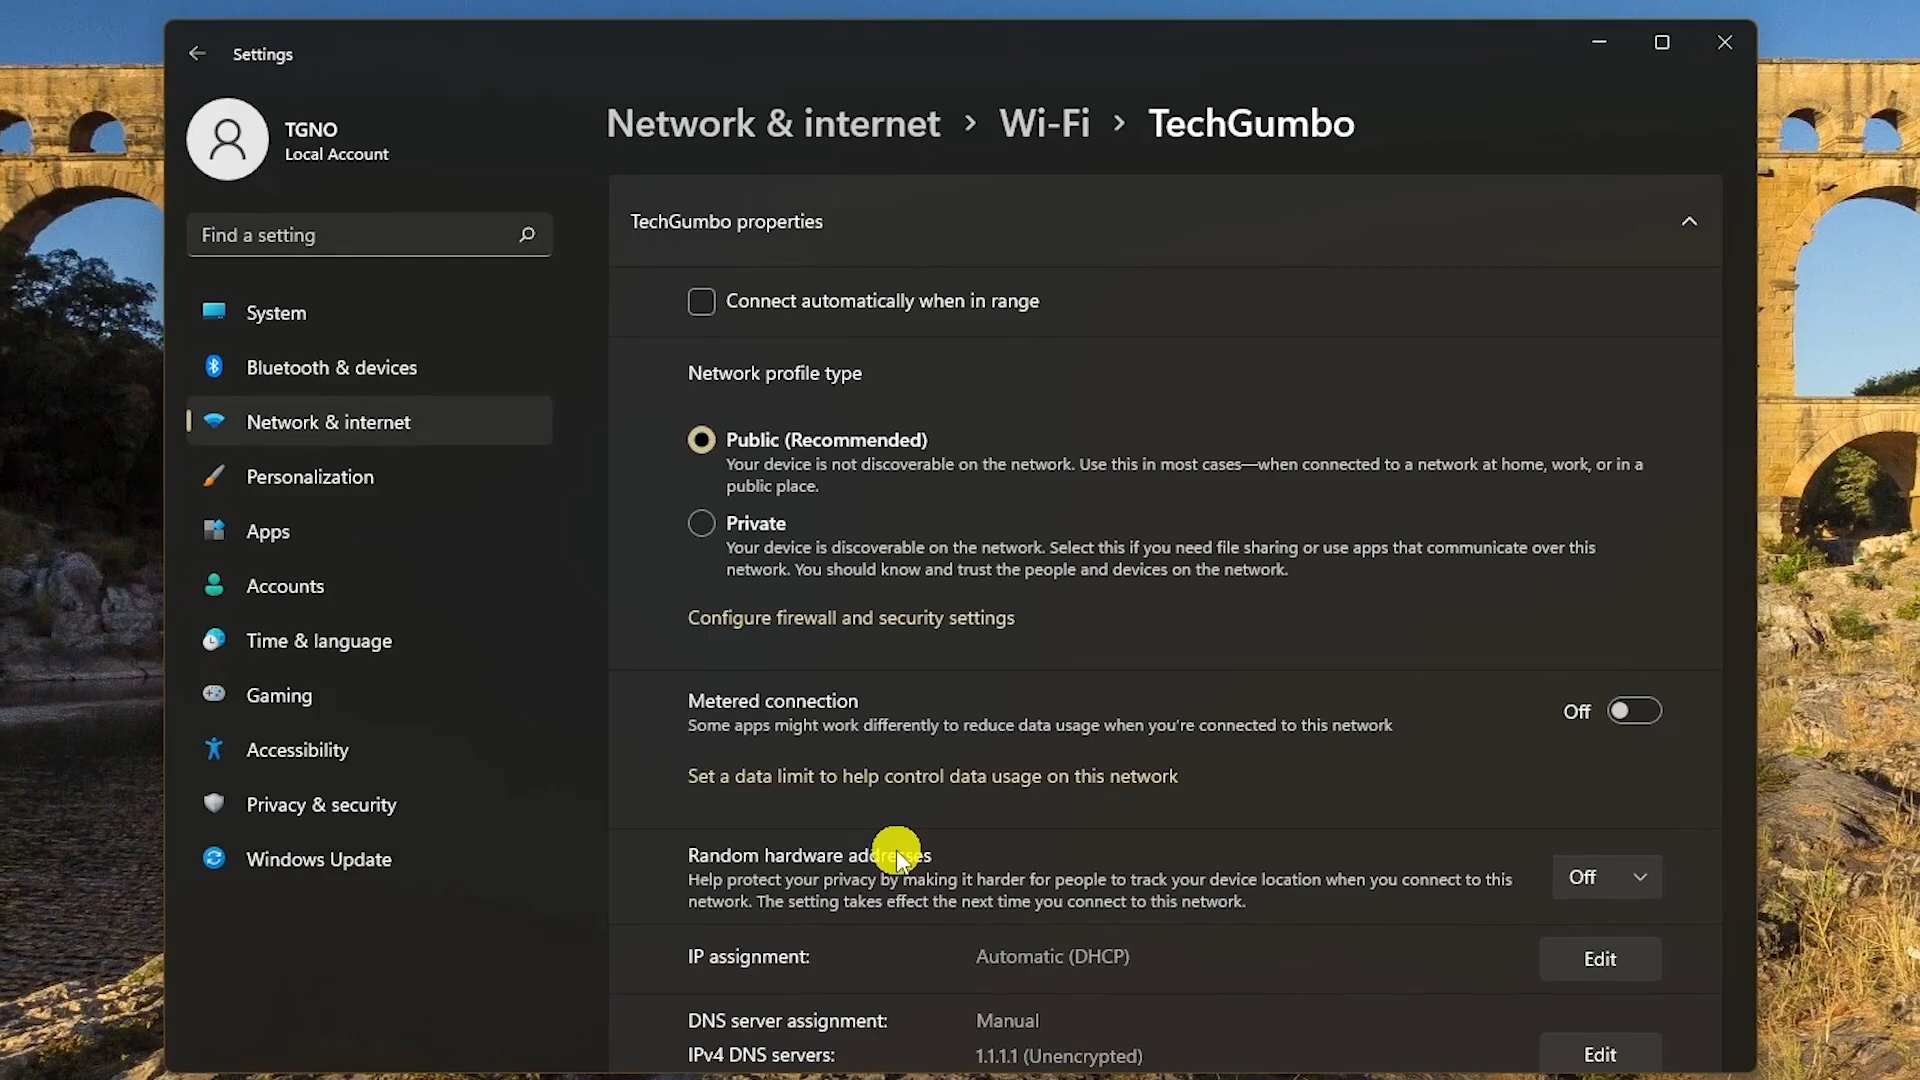 Settings
TGNO
Local Account
Find a setting
System
Bluetooth & devices
Network & internet
Personalization
Apps
Accounts
Time & language
Gaming
Accessibility
Privacy & security
Windows Update
Network & internet > Wi-Fi > TechGumbo
TechGumbo properties
Connect automatically when in range
Network profile type
Public (Recommended)
Your device is not discoverable on the network. Use this in most cases—when connected to a network at home, work, or in a
public place.
Private
Your device is discoverable on the network. Select this if you need file sharing or use apps that communicate over this
network. You should know and trust the people and devices on the network.
Configure firewall and security settings
Metered connection
Some apps might work differently to reduce data usage when you're connected to this network
Off
Set a data limit to help control data usage on this network
Random hardware addresses
Help protect your privacy by making it harder for people to track your device location when you connect to this
network. The setting takes effect the next time you connect to this network.
Off
IP assignment: Automatic (DHCP)
Edit
DNS server assignment: Manual
IPv4 DNS servers: 1.1.1.1 (Unencrypted)
Edit